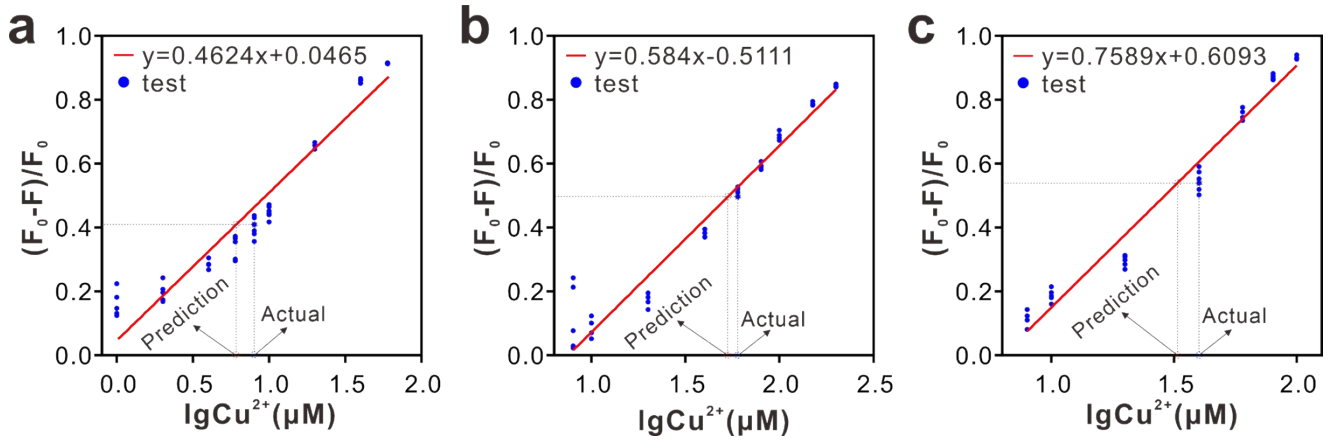 a
y=0.4624x+0.0465
test
(F₀-F)/F₀
1.0
0.8
0.6
0.4
0.2
0.0
Prediction
Actual
0.0 0.5 1.0 1.5 2.0
lgCu²⁺(μM)
b
y=0.584x-0.5111
test
(F₀-F)/F₀
1.0
0.8
0.6
0.4
0.2
0.0
Prediction
Actual
1.0 1.5 2.0 2.5
lgCu²⁺(μM)
c
y=0.7589x+0.6093
test
(F₀-F)/F₀
1.0
0.8
0.6
0.4
0.2
0.0
Prediction
Actual
1.0 1.5 2.0
lgCu²⁺(μM)